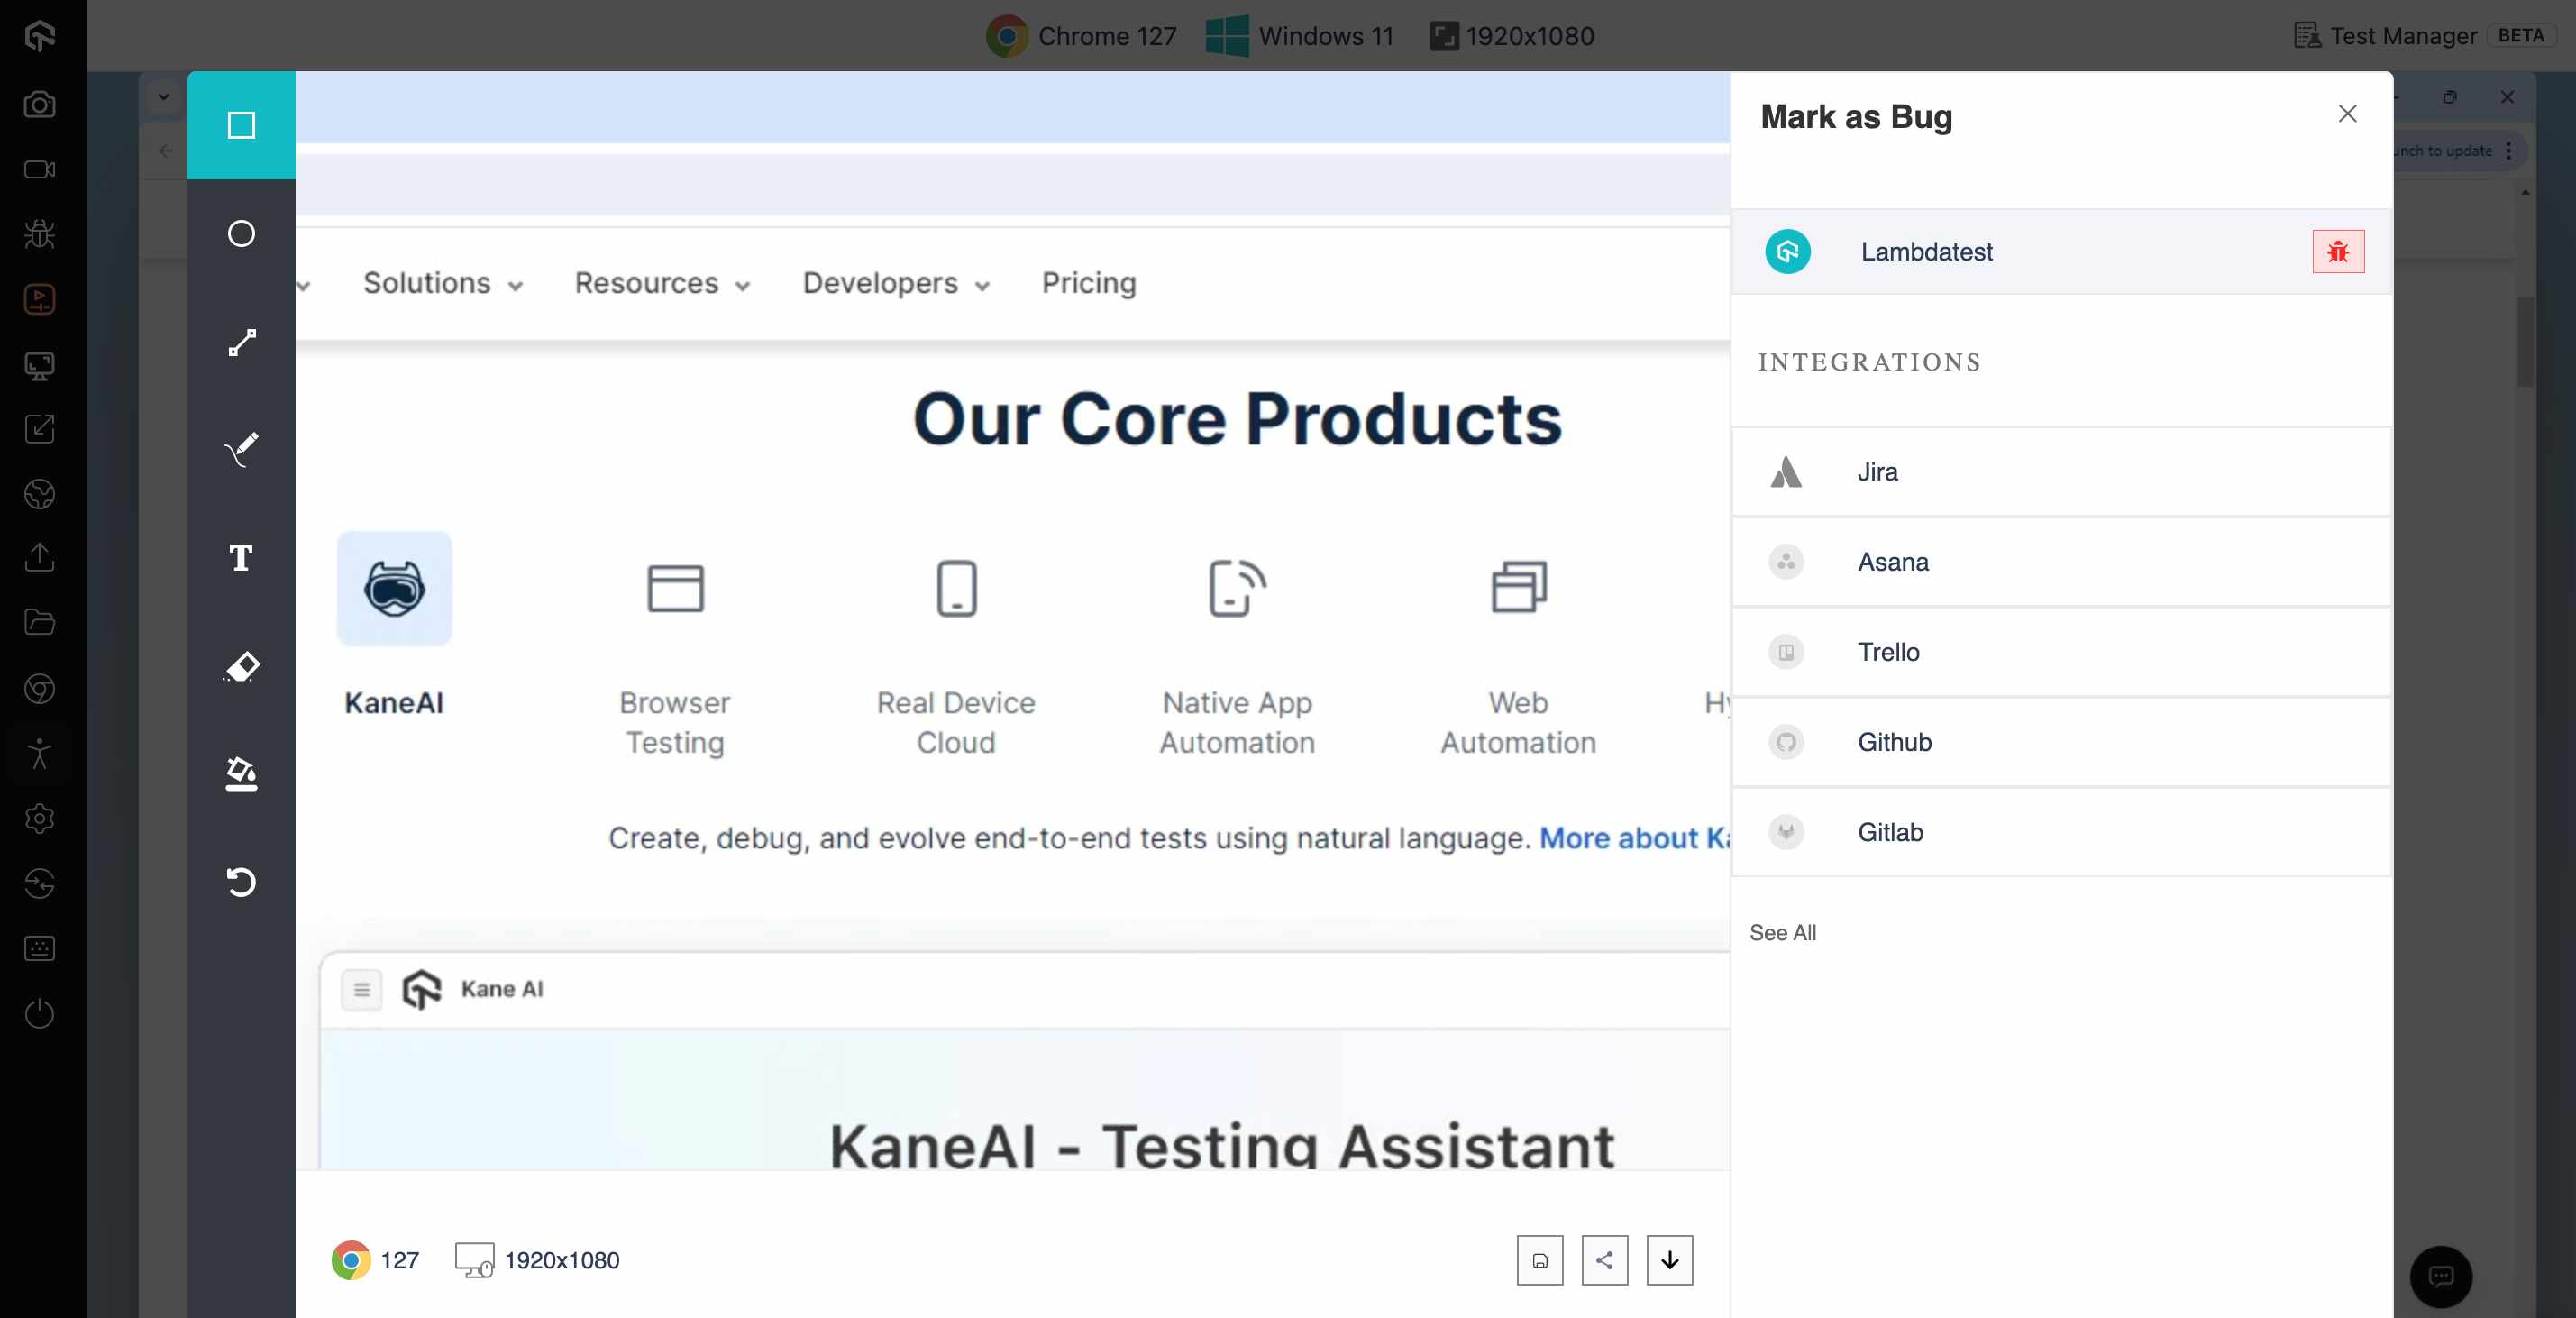 Chrome 127 Windows 11 1920x1080 Test Manager BETA
Mark as Bug
unch to update
Lambdatest
Solutions Resources Developers Pricing
INTEGRATIONS
Our Core Products
Jira
Asana
T
Trello
KaneAI
Browser Testing
Real Device Cloud
Native App Automation
Web Automation
Hy
Github
Create, debug, and evolve end-to-end tests using natural language. More about Ka
Gitlab
See All
Kane AI
KaneAI - Testing Assistant
127 1920x1080